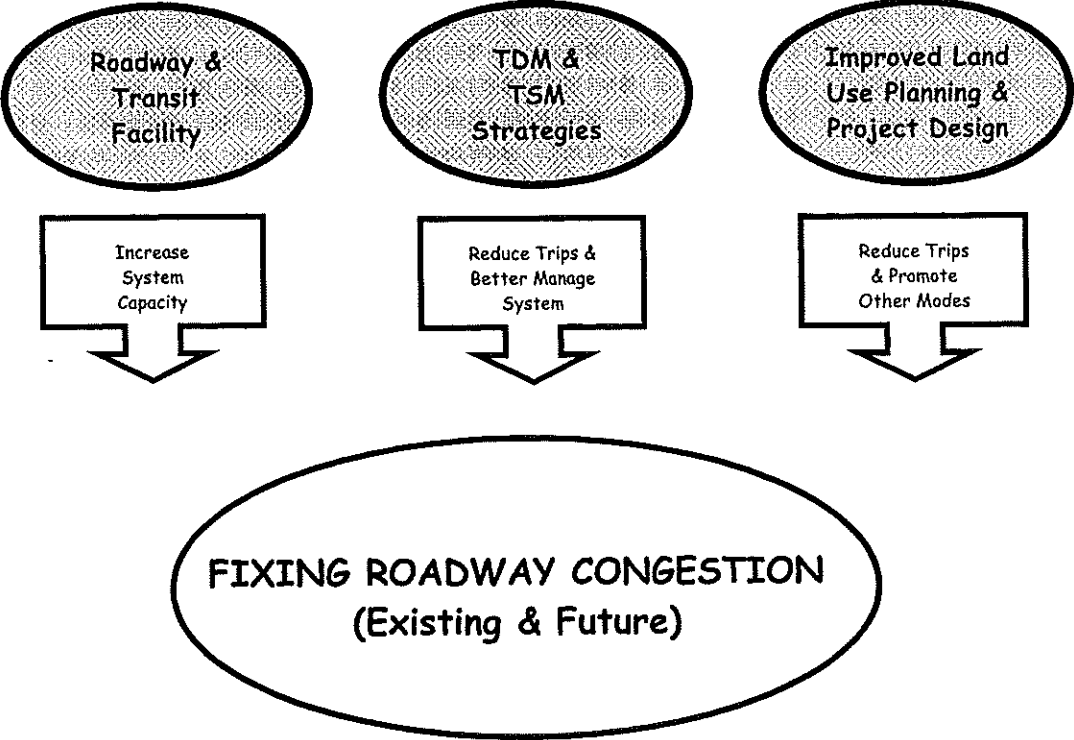 Roadway &
Transit
Facility
TDM &
TSM
Strategies
Improved Land
Use Planning &
Project Design
Increase
System
Capacity
Reduce Trips &
Better Manage
System
Reduce Trips
& Promote
Other Modes
FIXING ROADWAY CONGESTION
(Existing & Future)